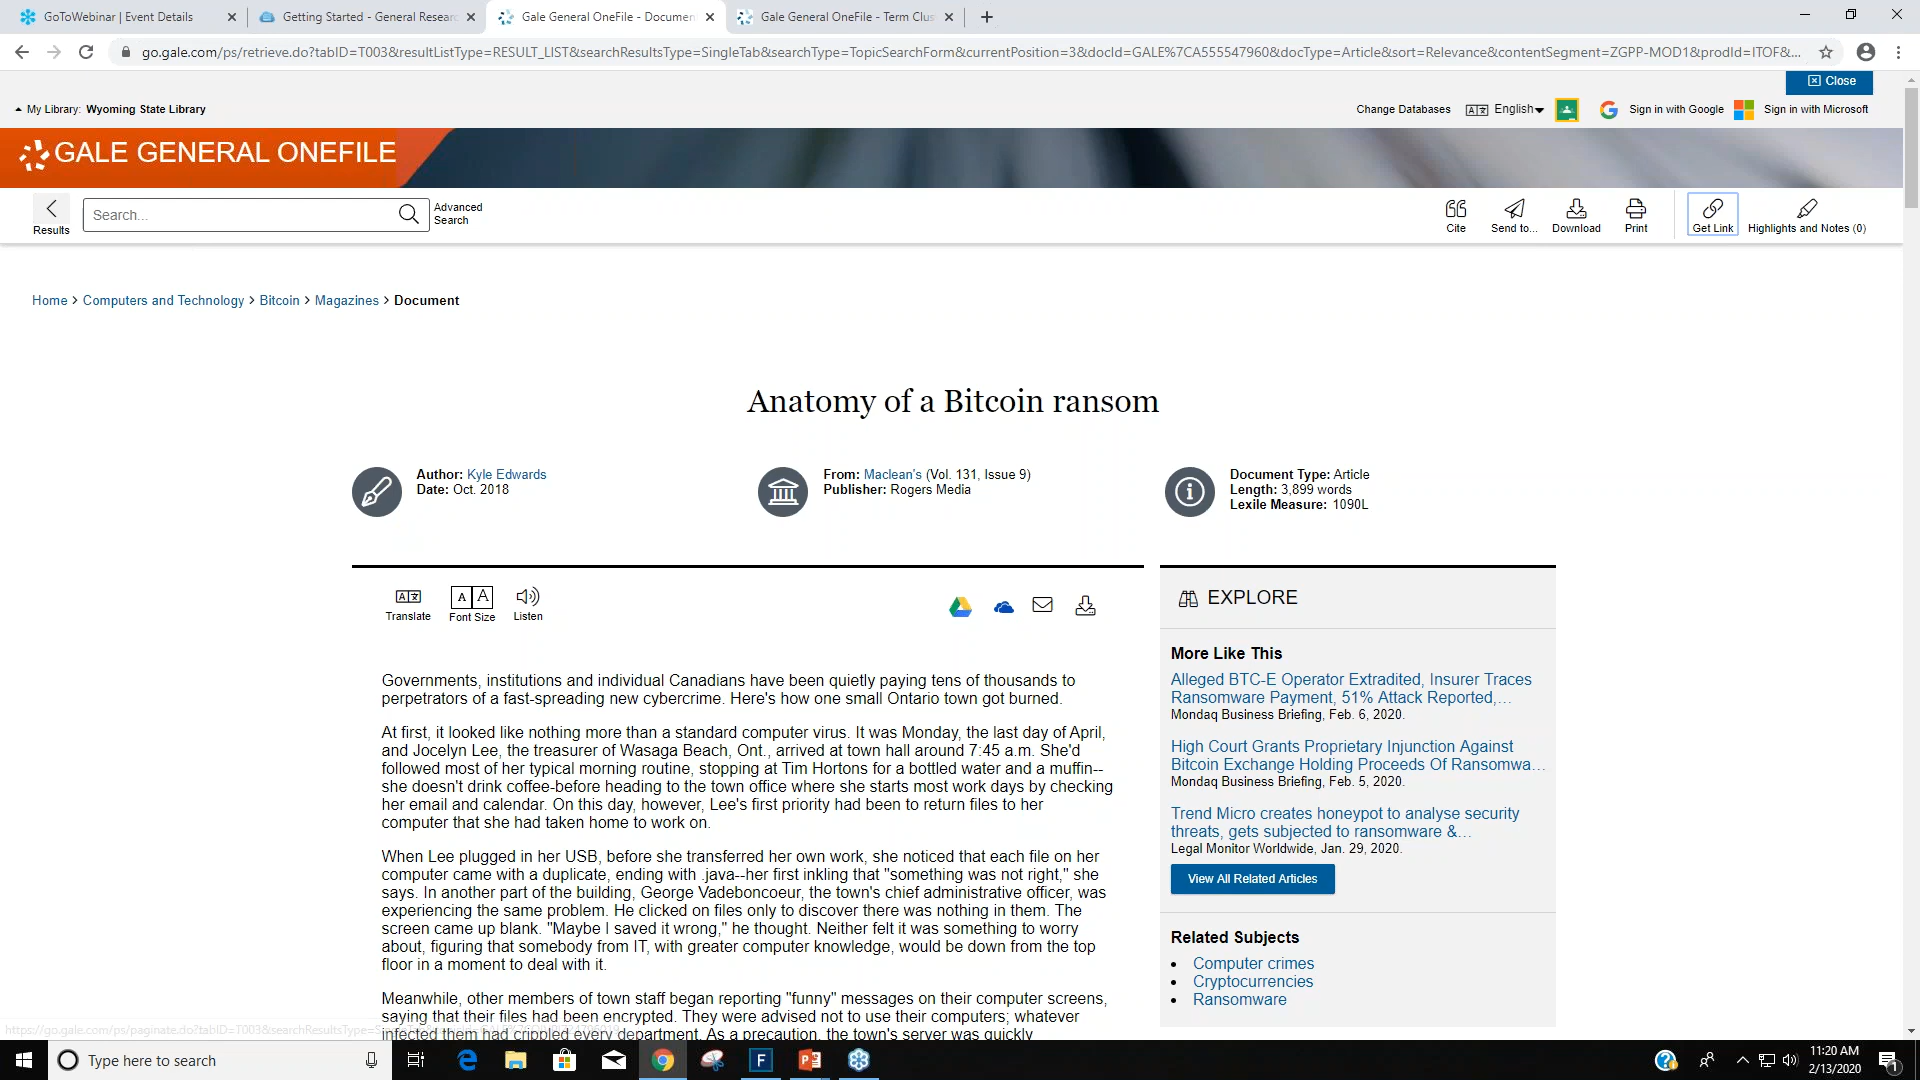 GoToWebinar | Event Details
Getting Started - General Resear
Gale General OneFile - Documen
Gale General OneFile - Term Clus
go.gale.com/ps/retrieve.do?tabID=T003&resultListType=RESULT_LIST&searchResultsType=SingleTab&searchType=TopicSearchForm&currentPosition=3&docId=GALE%7CA555547960&docType=Article&sort=Relevance&contentSegment=ZGPP-MOD1&prodId=ITOF&...
Close
My Library: Wyoming State Library
Change Databases
English
Sign in with Google
Sign in with Microsoft
GALE GENERAL ONEFILE
Results
Search...
Advanced
Search
Cite
Send to...
Download
Print
Get Link
Highlights and Notes (0)
Home > Computers and Technology > Bitcoin > Magazines > Document
Anatomy of a Bitcoin ransom
Author: Kyle Edwards
Date: Oct. 2018
From: Maclean's (Vol. 131, Issue 9)
Publisher: Rogers Media
Document Type: Article
Length: 3,899 words
Lexile Measure: 1090L
Translate
A A
Font Size
Listen
Governments, institutions and individual Canadians have been quietly paying tens of thousands to
perpetrators of a fast-spreading new cybercrime. Here's how one small Ontario town got burned.
At first, it looked like nothing more than a standard computer virus. It was Monday, the last day of April,
and Jocelyn Lee, the treasurer of Wasaga Beach, Ont., arrived at town hall around 7:45 a.m. She'd
followed most of her typical morning routine, stopping at Tim Hortons for a bottled water and a muffin--
she doesn't drink coffee-before heading to the town office where she starts most work days by checking
her email and calendar. On this day, however, Lee's first priority had been to return files to her
computer that she had taken home to work on.
When Lee plugged in her USB, before she transferred her own work, she noticed that each file on her
computer came with a duplicate, ending with .java--her first inkling that "something was not right," she
says. In another part of the building, George Vadeboncoeur, the town's chief administrative officer, was
experiencing the same problem. He clicked on files only to discover there was nothing in them. The
screen came up blank. "Maybe I saved it wrong," he thought. Neither felt it was something to worry
about, figuring that somebody from IT, with greater computer knowledge, would be down from the top
floor in a moment to deal with it.
Meanwhile, other members of town staff began reporting "funny" messages on their computer screens,
saying that their files had been encrypted. They were advised not to use their computers; whatever
infected them had crippled every department. As a precaution, the town's server was quickly
EXPLORE
More Like This
Alleged BTC-E Operator Extradited, Insurer Traces
Ransomware Payment, 51% Attack Reported,...
Mondaq Business Briefing, Feb. 6, 2020.
High Court Grants Proprietary Injunction Against
Bitcoin Exchange Holding Proceeds Of Ransomwa...
Mondaq Business Briefing, Feb. 5, 2020.
Trend Micro creates honeypot to analyse security
threats, gets subjected to ransomware &...
Legal Monitor Worldwide, Jan. 29, 2020.
View All Related Articles
Related Subjects
Computer crimes
Cryptocurrencies
Ransomware
Type here to search
11:20 AM
2/13/2020
1